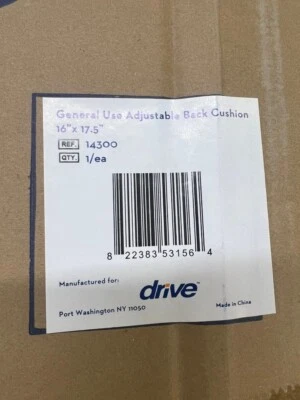 General Use Adjustable Back Cushion
16"x 17.5"
REF. 14300
QTY. 1/ea
8 22383 53156 4
Manufactured for:
drive™
Port Washington NY 11050
Made in China